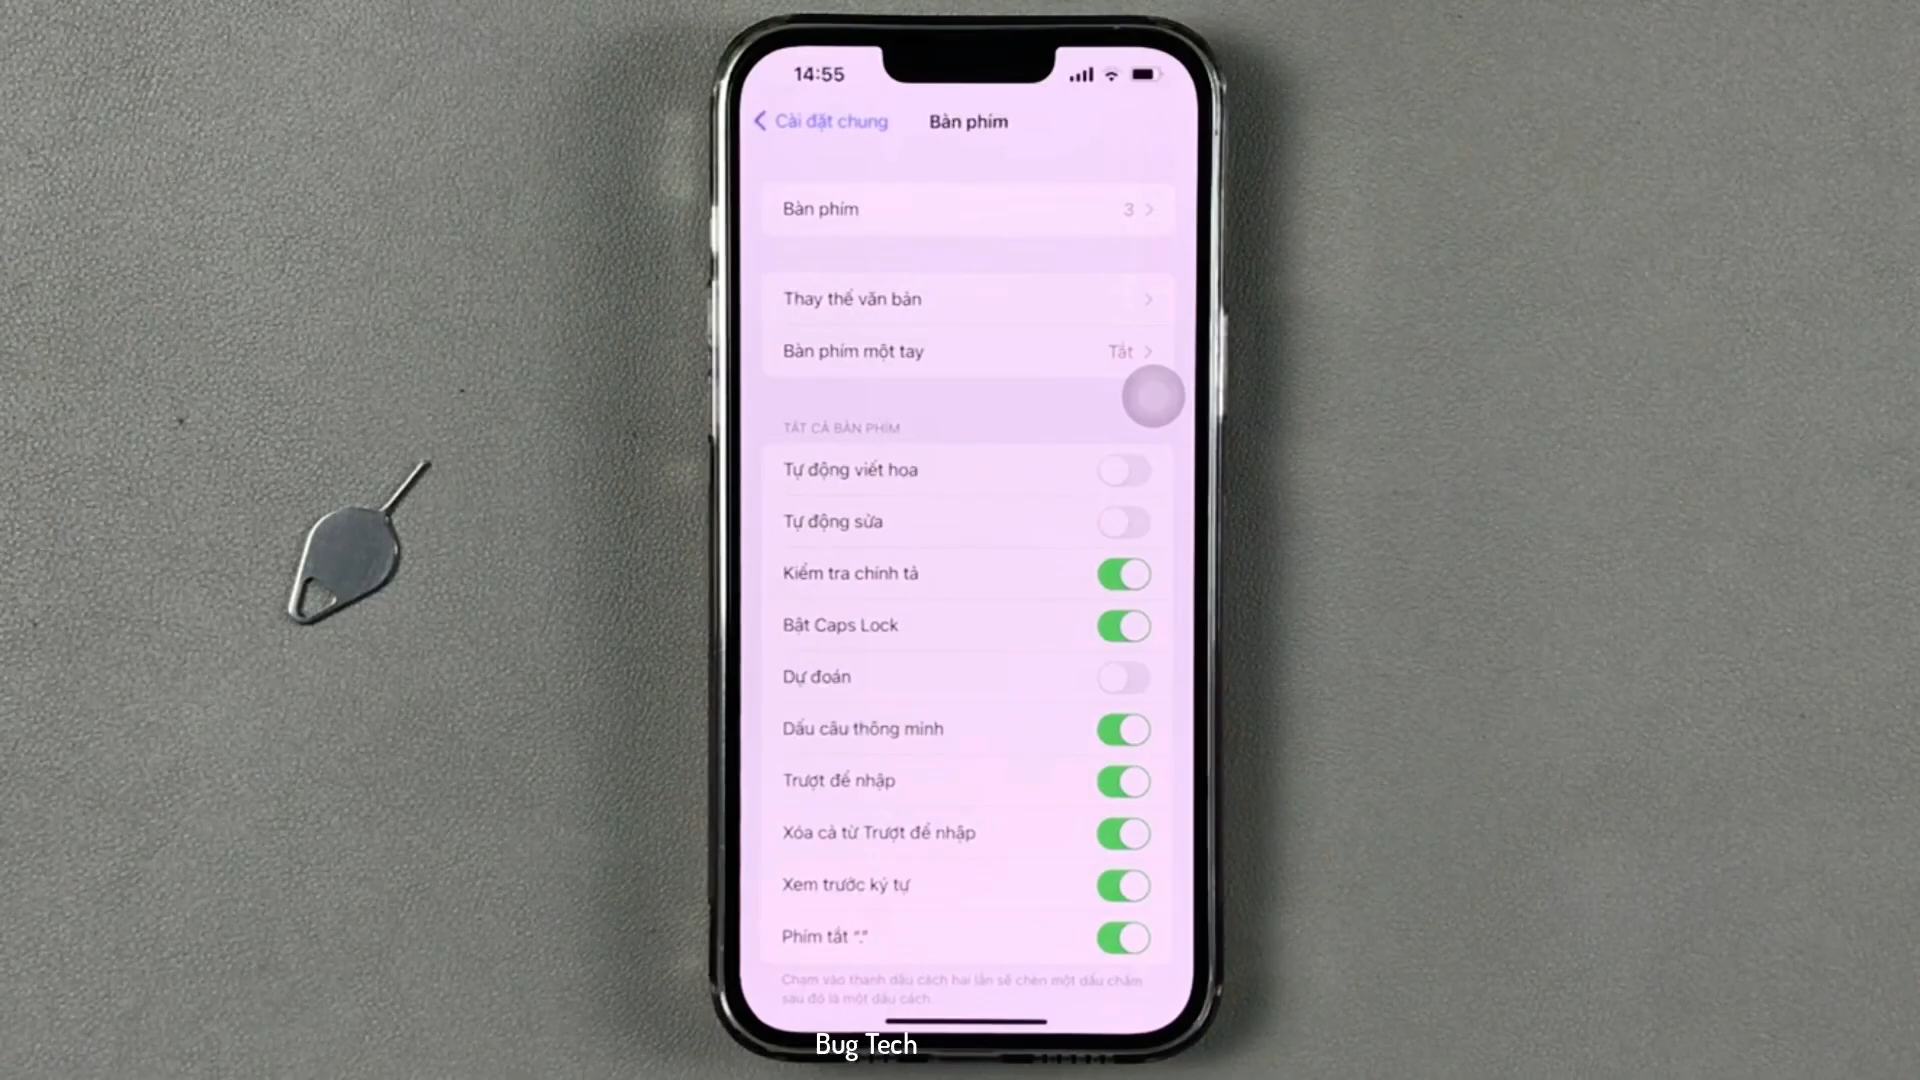 14:55
Cài đặt chung
Bàn phím
Bàn phím
3
Thay thế văn bản
Bàn phím một tay
Tắt
TẤT CẢ BÀN PHÍM
Tự động viết hoa
Tự động sửa
Kiểm tra chính tả
Bật Caps Lock
Dự đoán
Dấu câu thông minh
Trượt để nhập
Xóa cả từ Trượt để nhập
Xem trước ký tự
Phím tắt “.”
Chạm vào thanh dấu cách hai lần sẽ chèn một dấu chấm
sau đó là một dấu cách.
Bug Tech